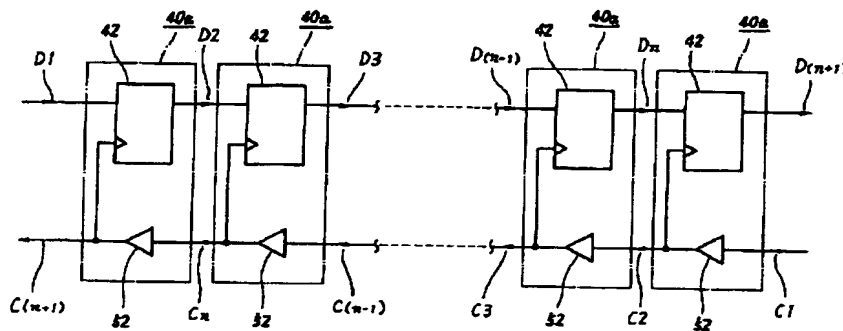 40a 40a 40a 40a
42 D2 42 42 Dn 42
D1 D3 D(n-1) D(n+1)
C(n+1) Cn C(n-1) C3 C2 C1
52 52 52 52